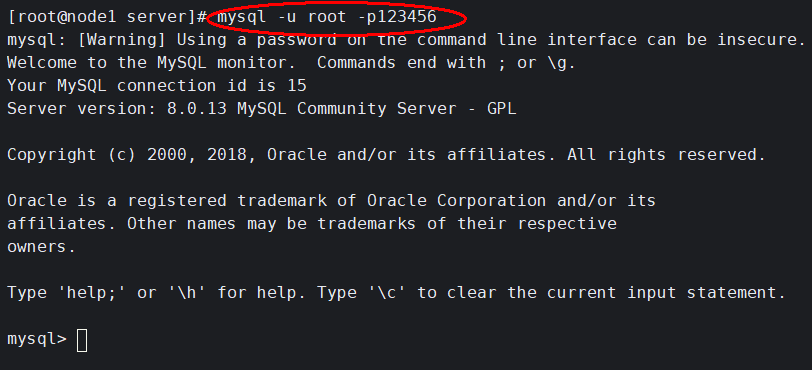 [root@node1 server]# mysql -u root -p123456
mysql: [Warning] Using a password on the command line interface can be insecure.
Welcome to the MySQL monitor.  Commands end with ; or \g.
Your MySQL connection id is 15
Server version: 8.0.13 MySQL Community Server - GPL
Copyright (c) 2000, 2018, Oracle and/or its affiliates. All rights reserved.
Oracle is a registered trademark of Oracle Corporation and/or its
affiliates. Other names may be trademarks of their respective
owners.
Type 'help;' or '\h' for help. Type '\c' to clear the current input statement.
mysql>